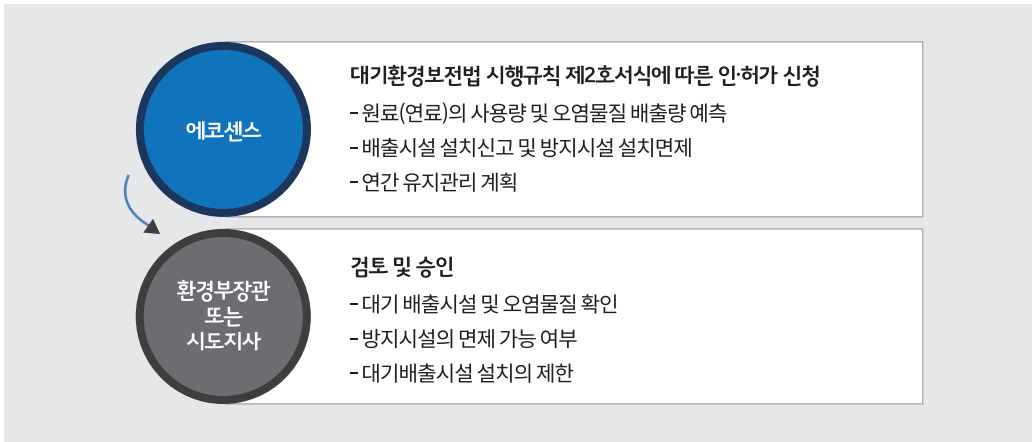 에코센스
대기환경보전법 시행규칙 제2호서식에 따른 인·허가 신청
- 원료(연료)의 사용량 및 오염물질 배출량 예측
- 배출시설 설치신고 및 방지시설 설치면제
- 연간 유지관리 계획
환경부장관
또는
시도지사
검토 및 승인
- 대기 배출시설 및 오염물질 확인
- 방지시설의 면제 가능 여부
- 대기배출시설 설치의 제한